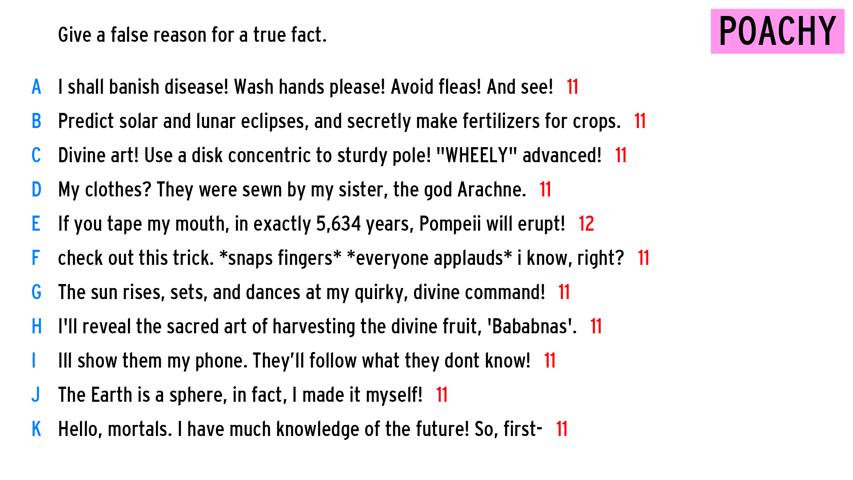 Give a false reason for a true fact.
POACHY
A I shall banish disease! Wash hands please! Avoid fleas! And see! 11
B Predict solar and lunar eclipses, and secretly make fertilizers for crops. 11
C Divine art! Use a disk concentric to sturdy pole! "WHEELY" advanced! 11
D My clothes? They were sewn by my sister, the god Arachne. 11
E If you tape my mouth, in exactly 5,634 years, Pompeii will erupt! 12
F check out this trick. *snaps fingers* *everyone applauds* i know, right? 11
G The sun rises, sets, and dances at my quirky, divine command! 11
H I'll reveal the sacred art of harvesting the divine fruit, 'Bababnas'. 11
I Ill show them my phone. They'll follow what they dont know! 11
J The Earth is a sphere, in fact, I made it myself! 11
K Hello, mortals. I have much knowledge of the future! So, first- 11